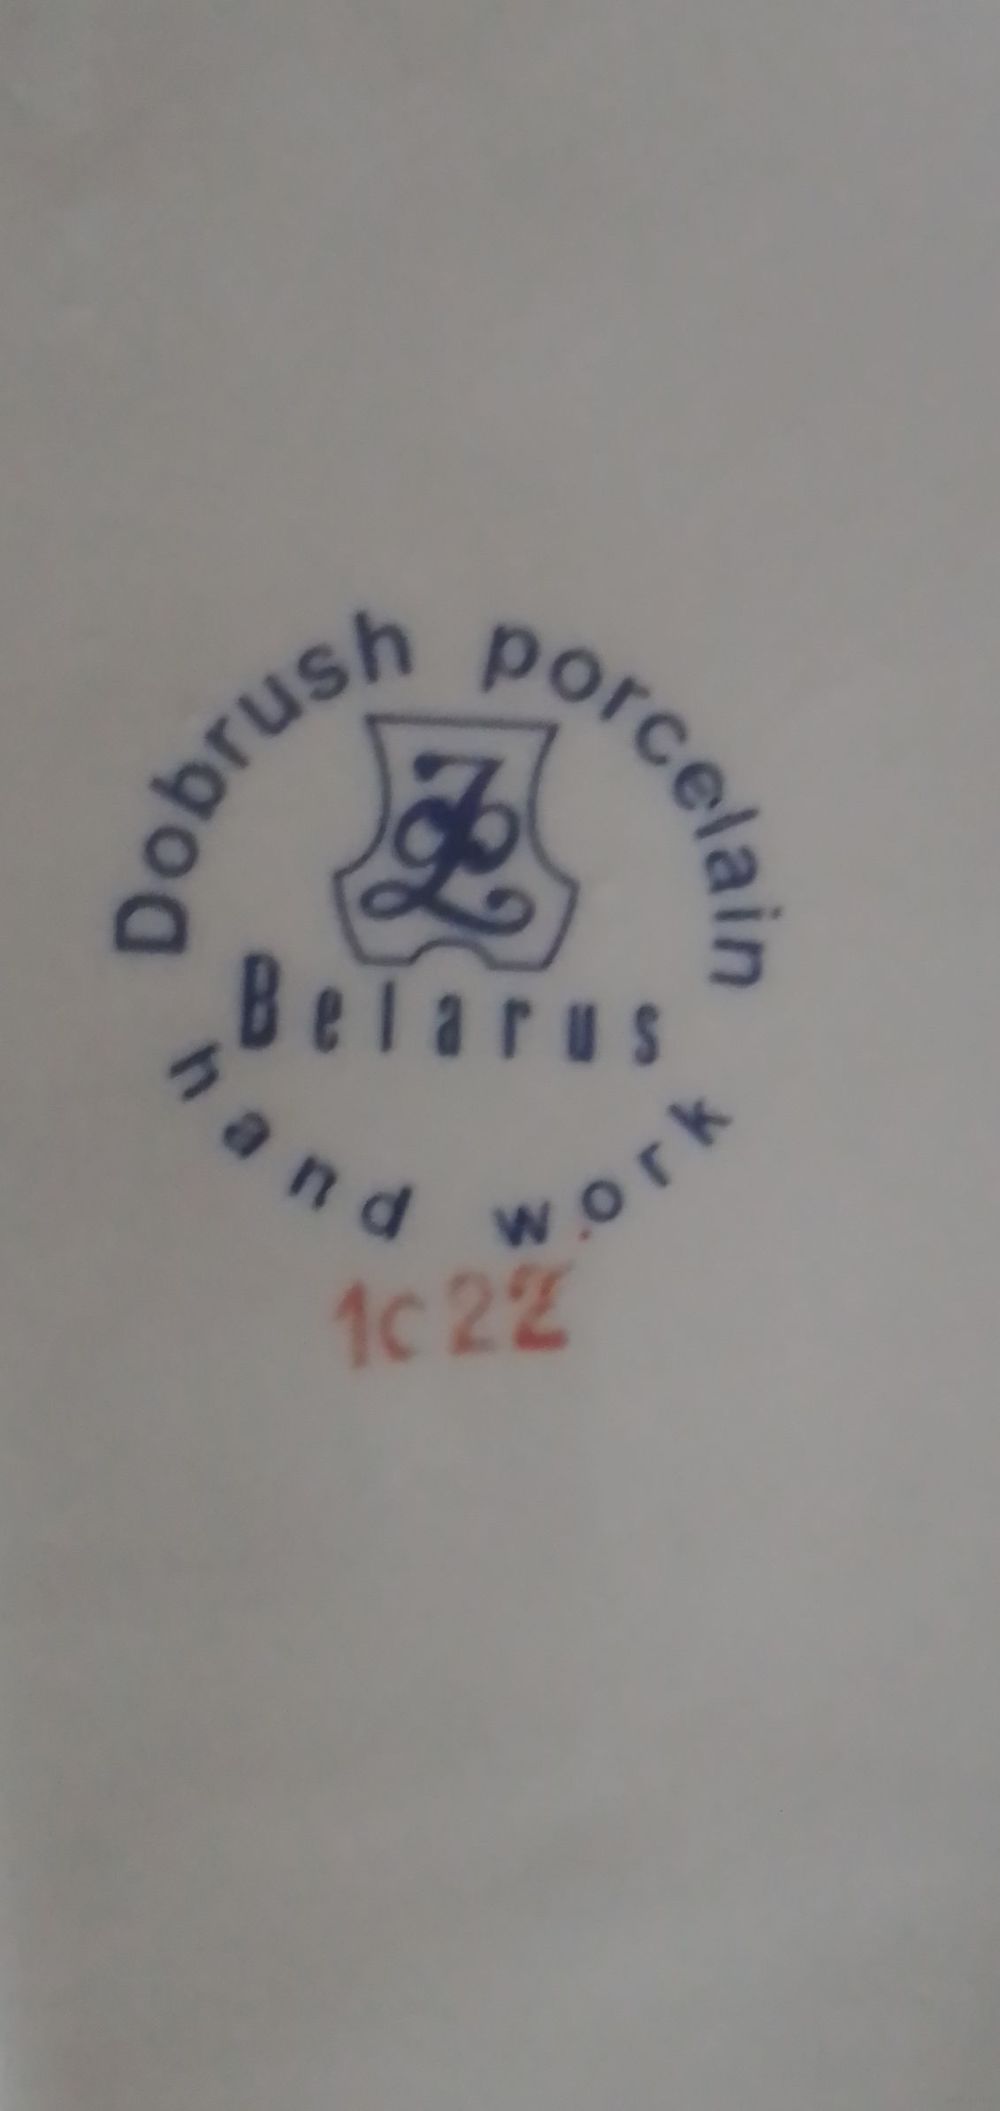 Dobrush porcelain
Belarus
hand work
1c22